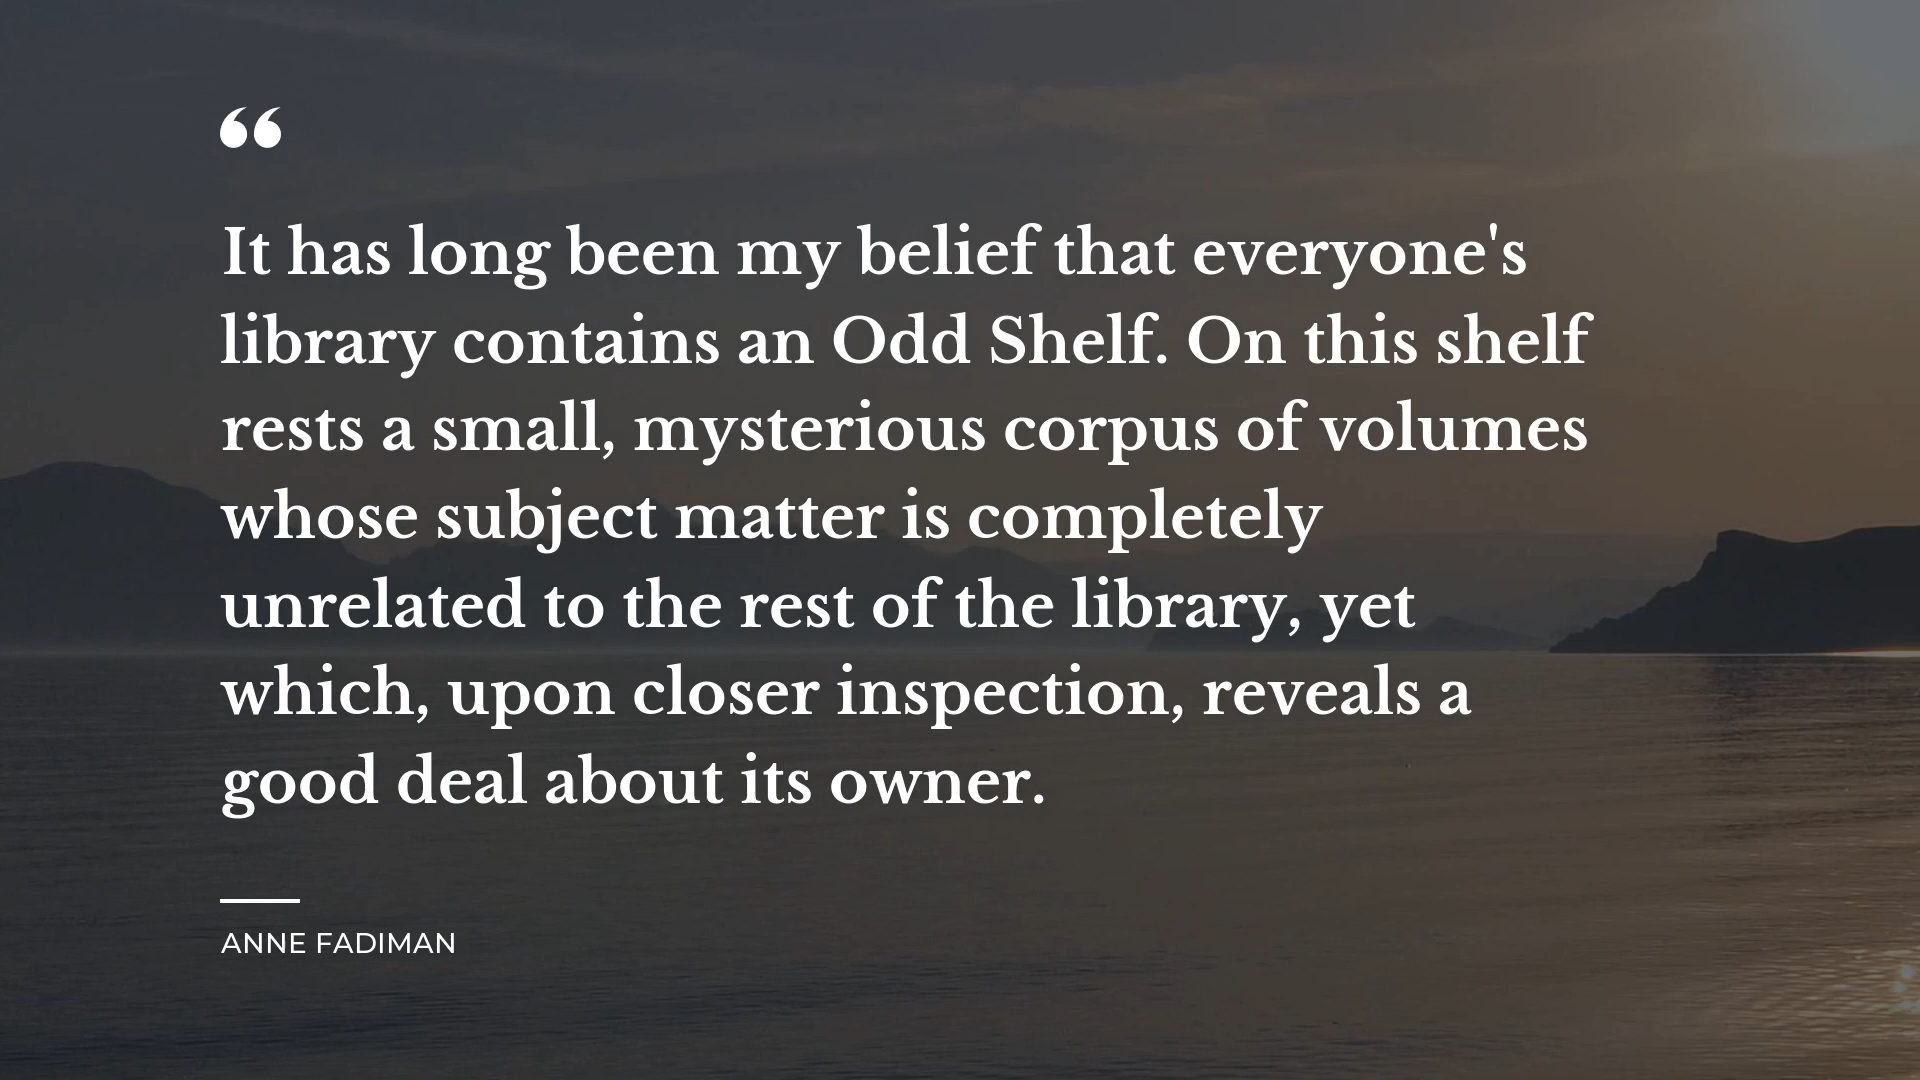 “
It has long been my belief that everyone's
library contains an Odd Shelf. On this shelf
rests a small, mysterious corpus of volumes
whose subject matter is completely
unrelated to the rest of the library, yet
which, upon closer inspection, reveals a
good deal about its owner.
ANNE FADIMAN